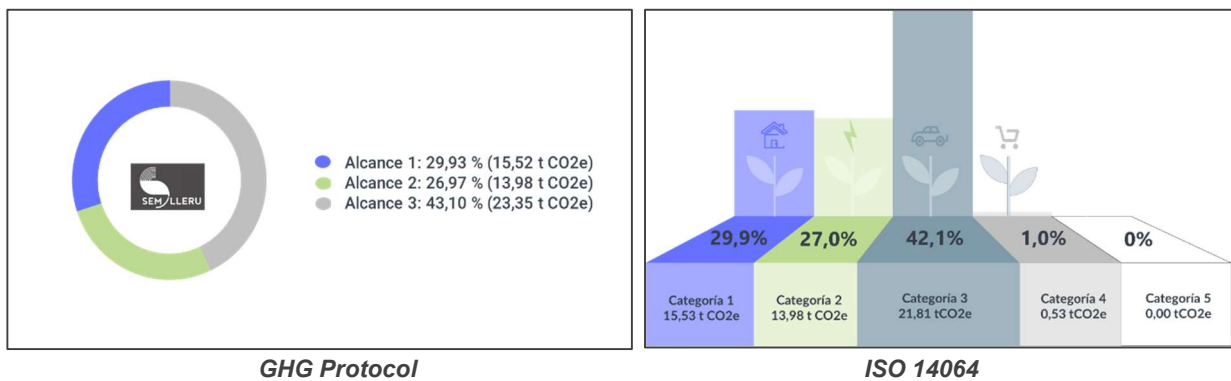 SEM LLERU
Alcance 1: 29,93 % (15,52 t CO2e)
Alcance 2: 26,97 % (13,98 t CO2e)
Alcance 3: 43,10 % (23,35 t CO2e)
GHG Protocol
29,9%
27,0%
42,1%
1,0%
0%
Categoría 1
15,53 t CO2e
Categoría 2
13,98 t CO2e
Categoría 3
21,81 tCO2e
Categoría 4
0,53 tCO2e
Categoría 5
0,00 tCO2e
ISO 14064